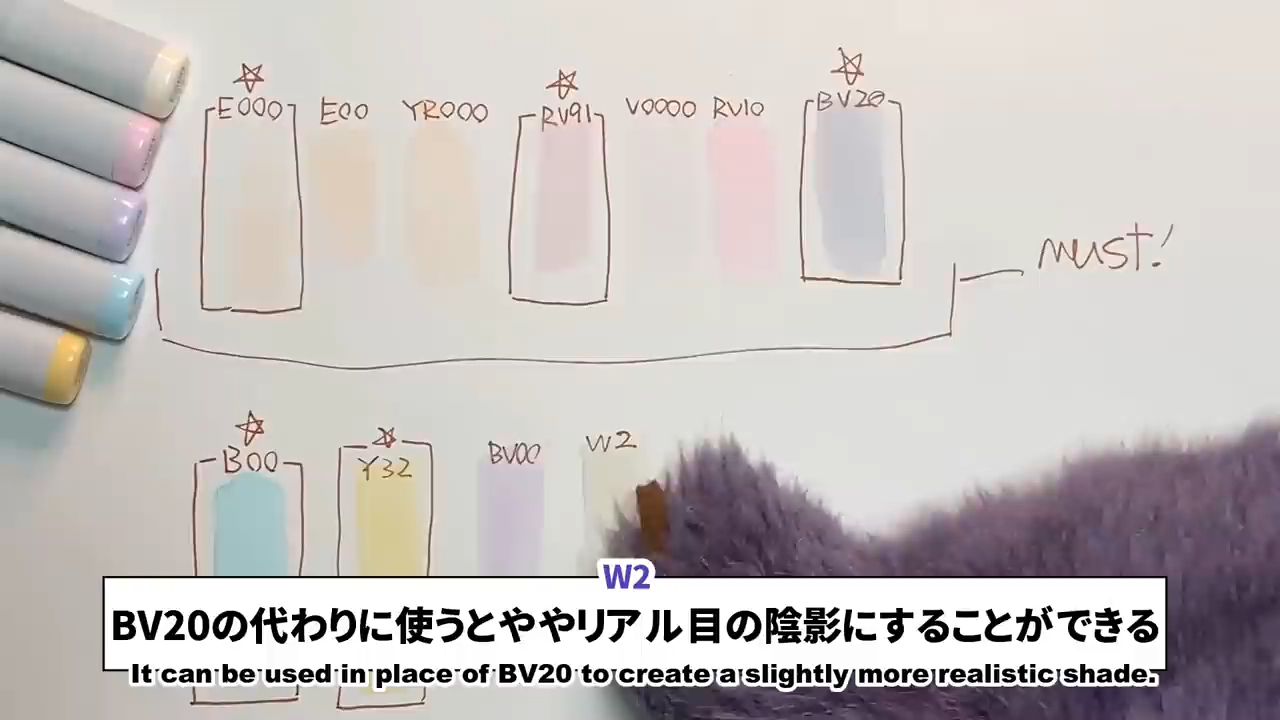 E000 E00 YR000 RV91 V0000 RV10 BV20
must!
B00 Y32 BV00 W2
W2
BV20の代わりに使うとややリアル目の陰影にすることができる
It can be used in place of BV20 to create a slightly more realistic shade.